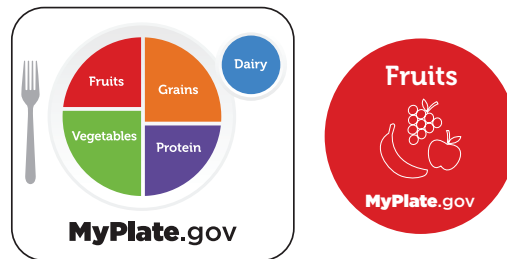 Fruits
Grains
Dairy
Vegetables
Protein
MyPlate.gov
Fruits
MyPlate.gov